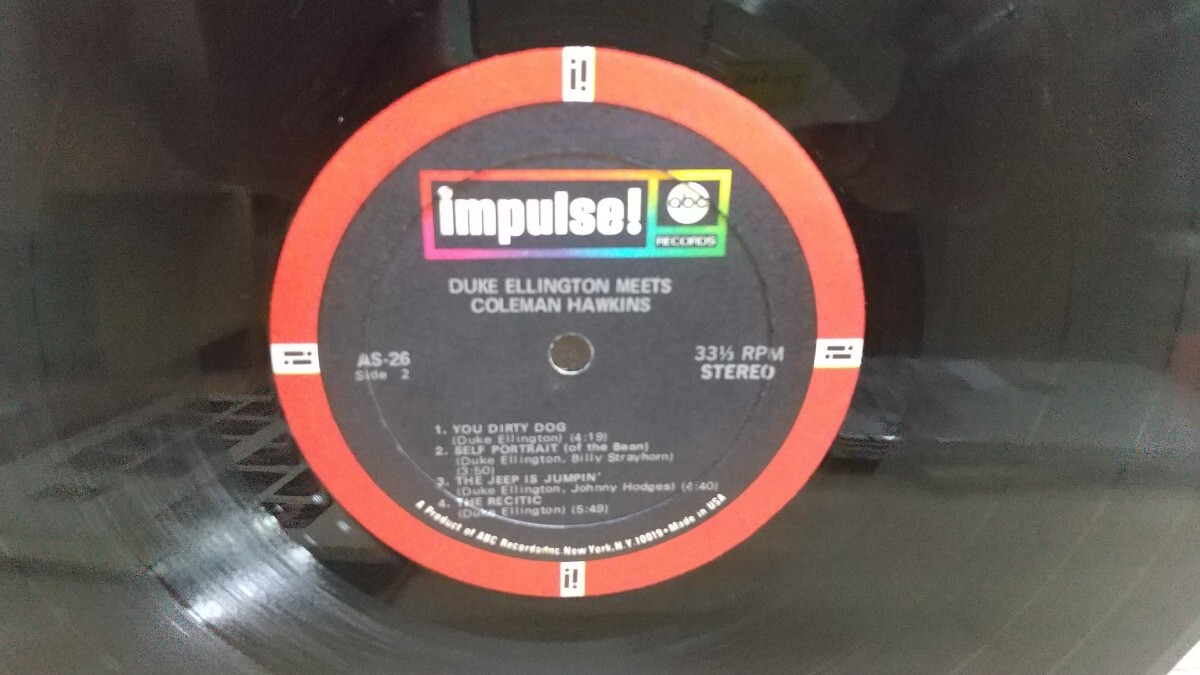 i!
impulse!
abc
RECORDS
DUKE ELLINGTON MEETS
COLEMAN HAWKINS
i!
AS-26
Side 2
33⅓ RPM
STEREO
i!
1. YOU DIRTY DOG
(Duke Ellington) (4:19)
2. SELF PORTRAIT (of the Bean)
(Duke Ellington, Billy Strayhorn)
(3:50)
3. THE JEEP IS JUMPIN'
(Duke Ellington, Johnny Hodges) (4:40)
4. THE RECITIC
(Duke Ellington) (5:49)
A Product of ABC Records, Inc. New York, N.Y. 10019 • Made in USA
i!